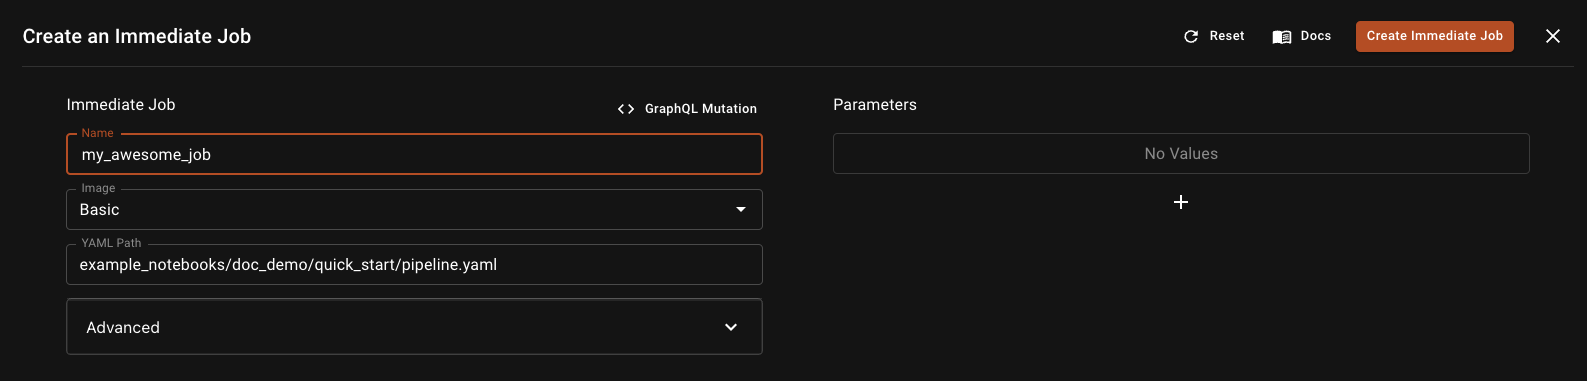 Create an Immediate Job
Reset
Docs
Create Immediate Job
Immediate Job
GraphQL Mutation
Name
my_awesome_job
Image
Basic
YAML Path
example_notebooks/doc_demo/quick_start/pipeline.yaml
Advanced
Parameters
No Values